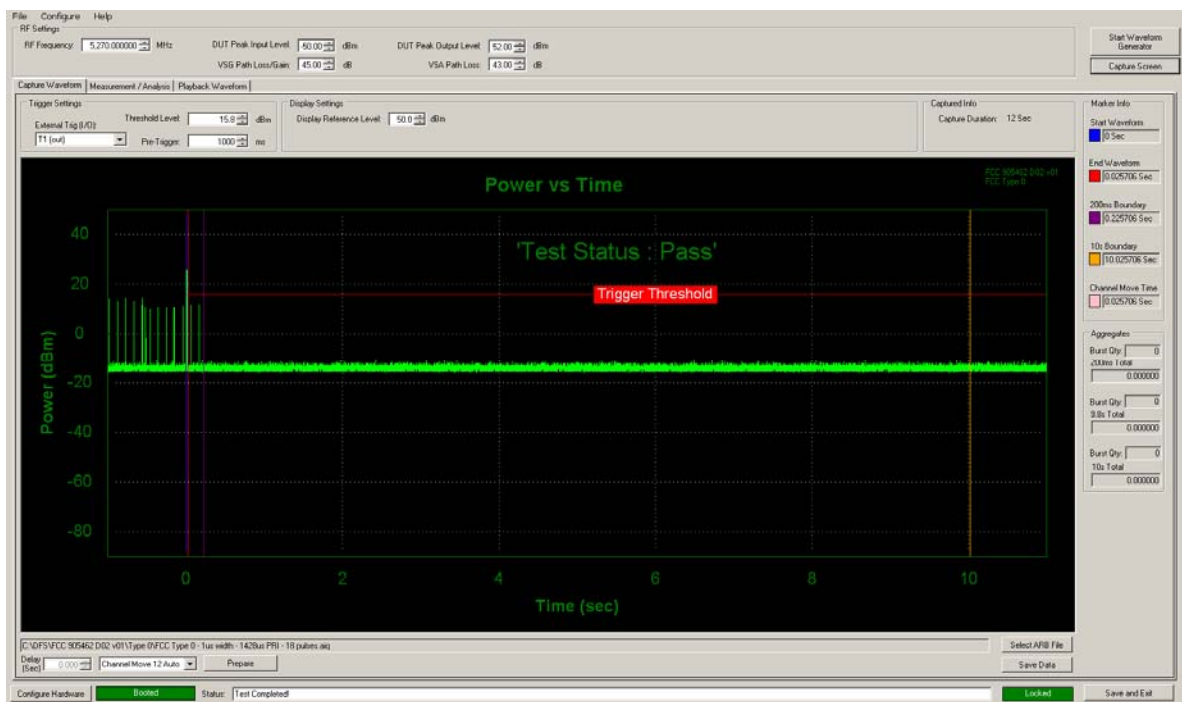 File Configure Help
RF Settings
RF Frequency: 5,270.000000 MHz
DUT Peak Input Level: -50.00 dBm
DUT Peak Output Level: 52.00 dBm
VSG Path Loss/Gain: 45.00 dB
VSA Path Loss: 43.00 dB
Start Waveform
Generator
Capture Screen
Capture Waveform Measurement / Analysis Playback Waveform
Trigger Settings
External Trig (I/O):
T1 (out)
Threshold Level: 15.8 dBm
Pre-Trigger: 1000 ms
Display Settings
Display Reference Level: 50.0 dBm
Captured Info
Capture Duration: 12 Sec
Marker Info
Start Waveform
0 Sec
End Waveform
0.025706 Sec
200ms Boundary
0.225706 Sec
10s Boundary
10.025706 Sec
Channel Move Time
0.025706 Sec
Aggregates
Burst Qty: 0
200ms Total
0.000000
Burst Qty: 0
9.8s Total
0.000000
Burst Qty: 0
10s Total
0.000000
Power vs Time
FCC 905462 D02 v01
FCC Type 0
'Test Status : Pass'
Trigger Threshold
Power (dBm)
40
20
0
-20
-40
-60
-80
0 2 4 6 8 10
Time (sec)
C:\DFS\FCC 905462 D02 v01\Type 0\FCC Type 0 - 1us width - 1428us PRI - 18 pulses.aiq
Select ARB File
Delay
(Sec) 0.000
Channel Move 12 Auto
Prepare
Save Data
Configure Hardware
Booted
Status: Test Completed!
Locked
Save and Exit